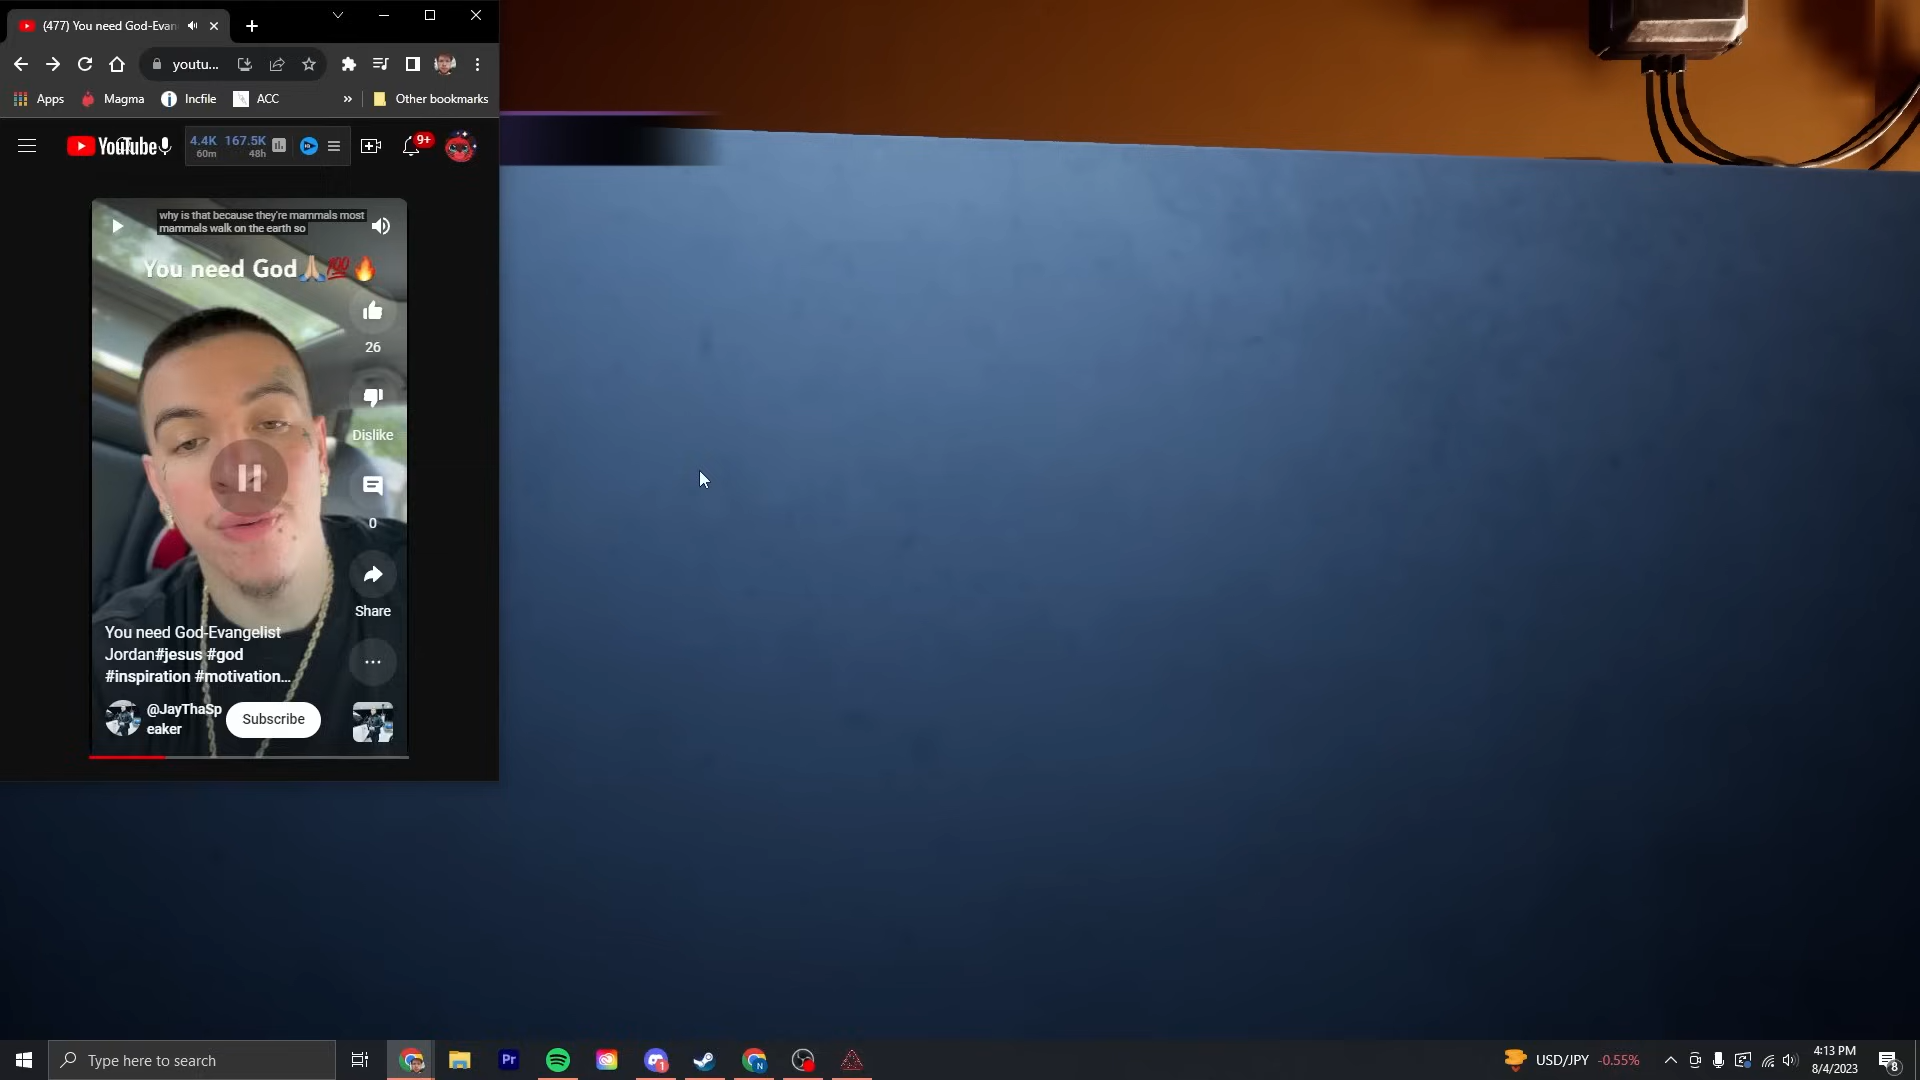 (477) You need God-Evan
youtu...
Apps
Magma
Incfile
ACC
»
Other bookmarks
YouTube
4.4K 167.5K
60m 48h
9+
why is that because they're mammals most
mammals walk on the earth so
You need God🙏🏼💯🔥
26
Dislike
0
Share
You need God-Evangelist
Jordan#jesus #god
#inspiration #motivation...
@JayThaSp
eaker
Subscribe
Type here to search
Pr
1
N
USD/JPY -0.55%
4:13 PM
8/4/2023
8